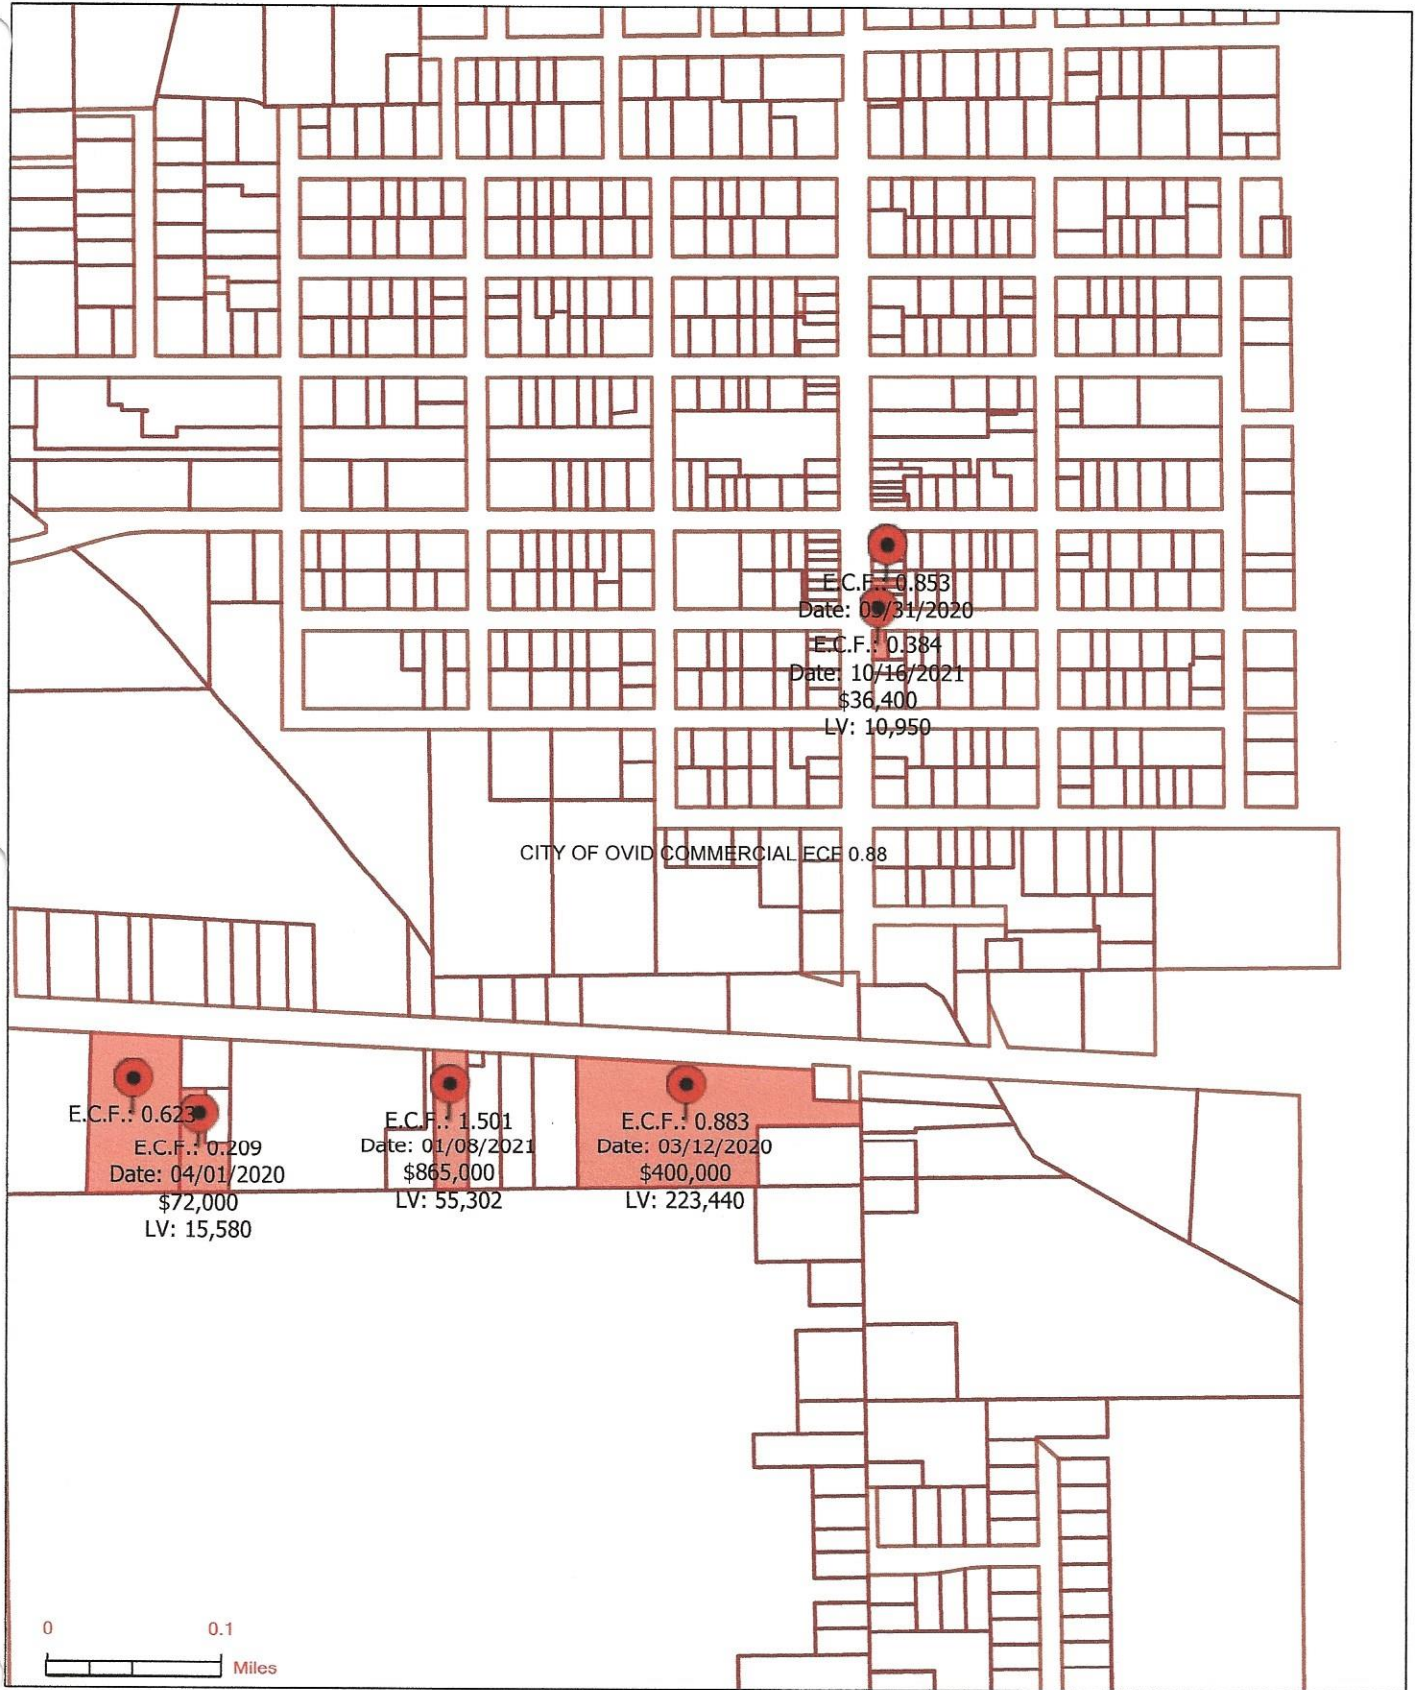 E.C.F.: 0.853
Date: 05/31/2020
E.C.F.: 0.384
Date: 10/16/2021
$36,400
LV: 10,950
CITY OF OVID COMMERCIAL ECF 0.88
E.C.F.: 0.623
E.C.F.: 0.209
Date: 04/01/2020
$72,000
LV: 15,580
E.C.F.: 1.501
Date: 01/08/2021
$865,000
LV: 55,302
E.C.F.: 0.883
Date: 03/12/2020
$400,000
LV: 223,440
0 0.1
Miles